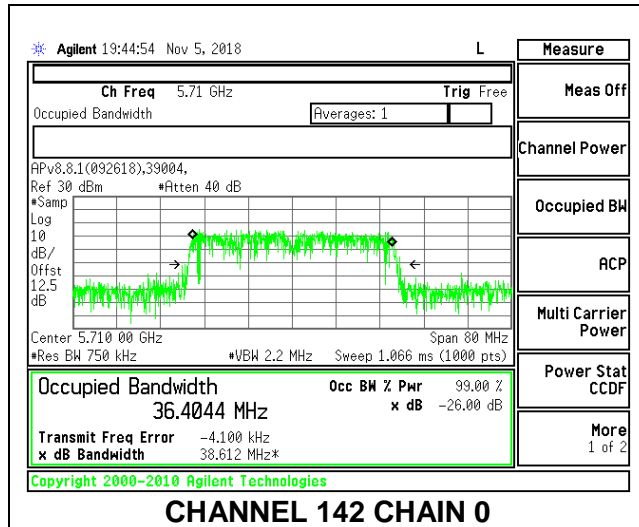 Agilent 19:44:54 Nov 5, 2018 L
Measure
Ch Freq 5.71 GHz Trig Free
Occupied Bandwidth Averages: 1
Meas Off
Channel Power
Occupied BW
ACP
Multi Carrier
Power
Power Stat
CCDF
More
1 of 2
APv8.8.1(092618),39004,
Ref 30 dBm #Atten 40 dB
#Samp
Log
10
dB/
Offst
12.5
dB
Center 5.710 00 GHz Span 80 MHz
#Res BW 750 kHz #VBW 2.2 MHz Sweep 1.066 ms (1000 pts)
Occupied Bandwidth Occ BW % Pwr 99.00 %
36.4044 MHz x dB -26.00 dB
Transmit Freq Error -4.100 kHz
x dB Bandwidth 38.612 MHz*
Copyright 2000-2010 Agilent Technologies
CHANNEL 142 CHAIN 0